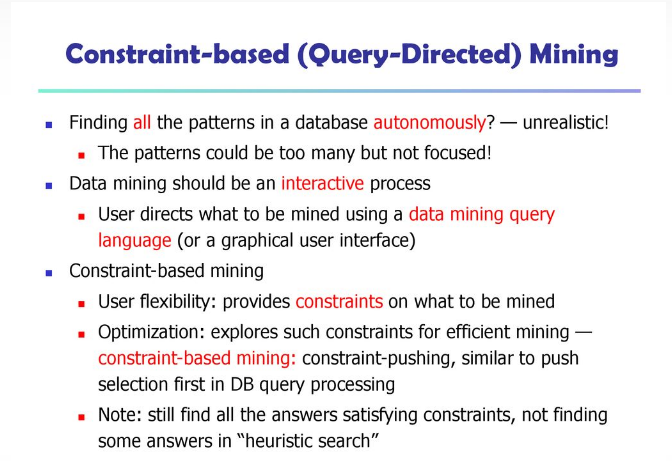 Constraint-based (Query-Directed) Mining
Finding all the patterns in a database autonomously? — unrealistic!
The patterns could be too many but not focused!
Data mining should be an interactive process
User directs what to be mined using a data mining query
language (or a graphical user interface)
Constraint-based mining
User flexibility: provides constraints on what to be mined
Optimization: explores such constraints for efficient mining —
constraint-based mining: constraint-pushing, similar to push
selection first in DB query processing
Note: still find all the answers satisfying constraints, not finding
some answers in “heuristic search”